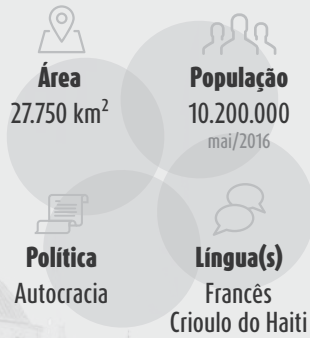 Área
27.750 km²
População
10.200.000
mai/2016
Política
Autocracia
Língua(s)
Francês
Crioulo do Haiti